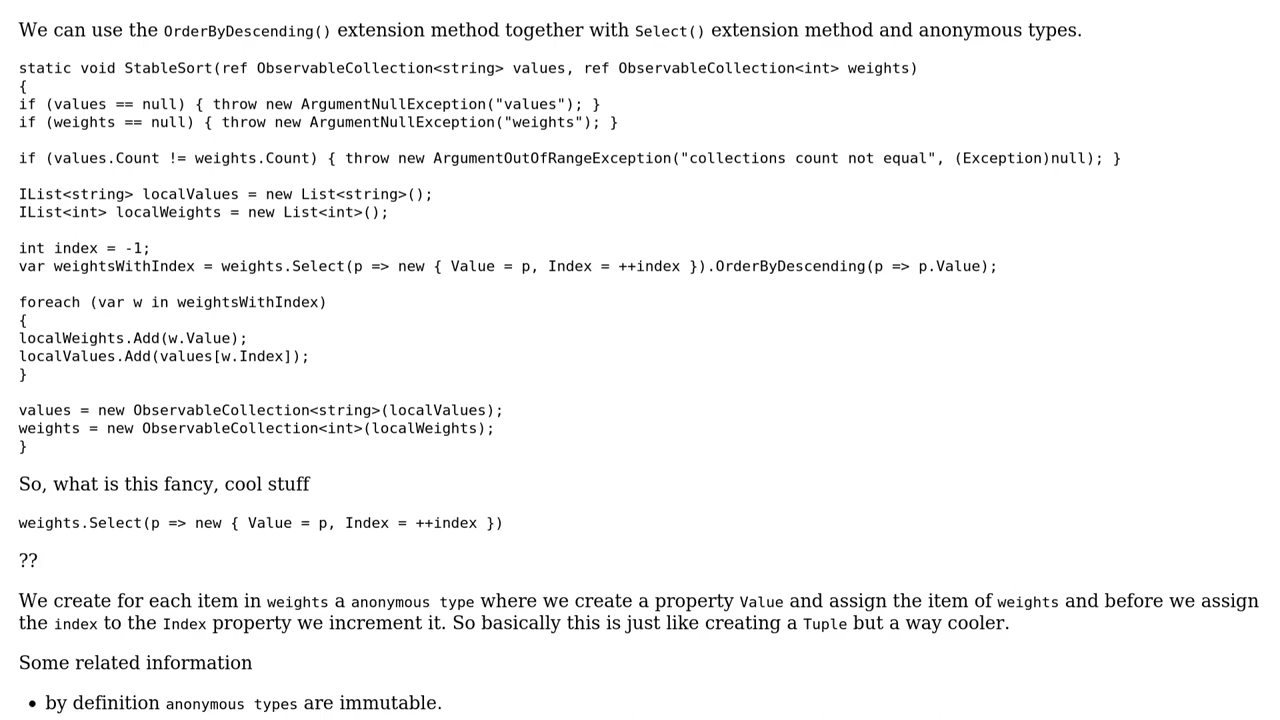 We can use the OrderByDescending() extension method together with Select() extension method and anonymous types.
static void StableSort(ref ObservableCollection<string> values, ref ObservableCollection<int> weights)
{
if (values == null) { throw new ArgumentNullException("values"); }
if (weights == null) { throw new ArgumentNullException("weights"); }
if (values.Count != weights.Count) { throw new ArgumentOutOfRangeException("collections count not equal", (Exception)null); }
IList<string> localValues = new List<string>();
IList<int> localWeights = new List<int>();
int index = -1;
var weightsWithIndex = weights.Select(p => new { Value = p, Index = ++index }).OrderByDescending(p => p.Value);
foreach (var w in weightsWithIndex)
{
localWeights.Add(w.Value);
localValues.Add(values[w.Index]);
}
values = new ObservableCollection<string>(localValues);
weights = new ObservableCollection<int>(localWeights);
}
So, what is this fancy, cool stuff
weights.Select(p => new { Value = p, Index = ++index })
??
We create for each item in weights a anonymous type where we create a property Value and assign the item of weights and before we assign
the index to the Index property we increment it. So basically this is just like creating a Tuple but a way cooler.
Some related information
• by definition anonymous types are immutable.